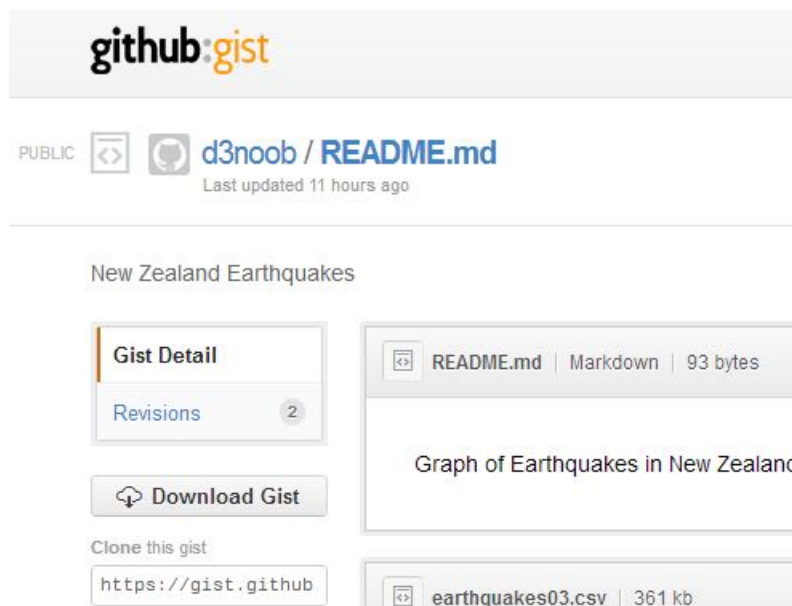 github:gist
PUBLIC d3noob / README.md
Last updated 11 hours ago
New Zealand Earthquakes
Gist Detail
Revisions 2
Download Gist
Clone this gist
https://gist.github
README.md | Markdown | 93 bytes
Graph of Earthquakes in New Zealand
earthquakes03.csv | 361 kb